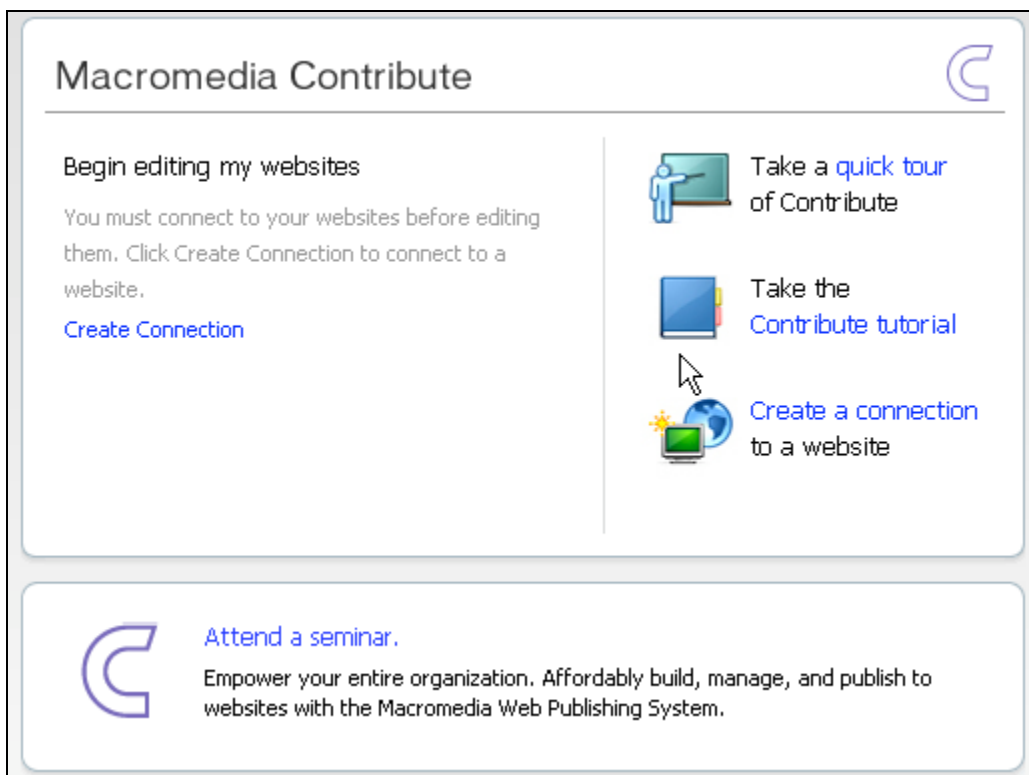 Macromedia Contribute
Begin editing my websites
You must connect to your websites before editing
them. Click Create Connection to connect to a
website.
Create Connection
Take a quick tour
of Contribute
Take the
Contribute tutorial
Create a connection
to a website
Attend a seminar.
Empower your entire organization. Affordably build, manage, and publish to
websites with the Macromedia Web Publishing System.